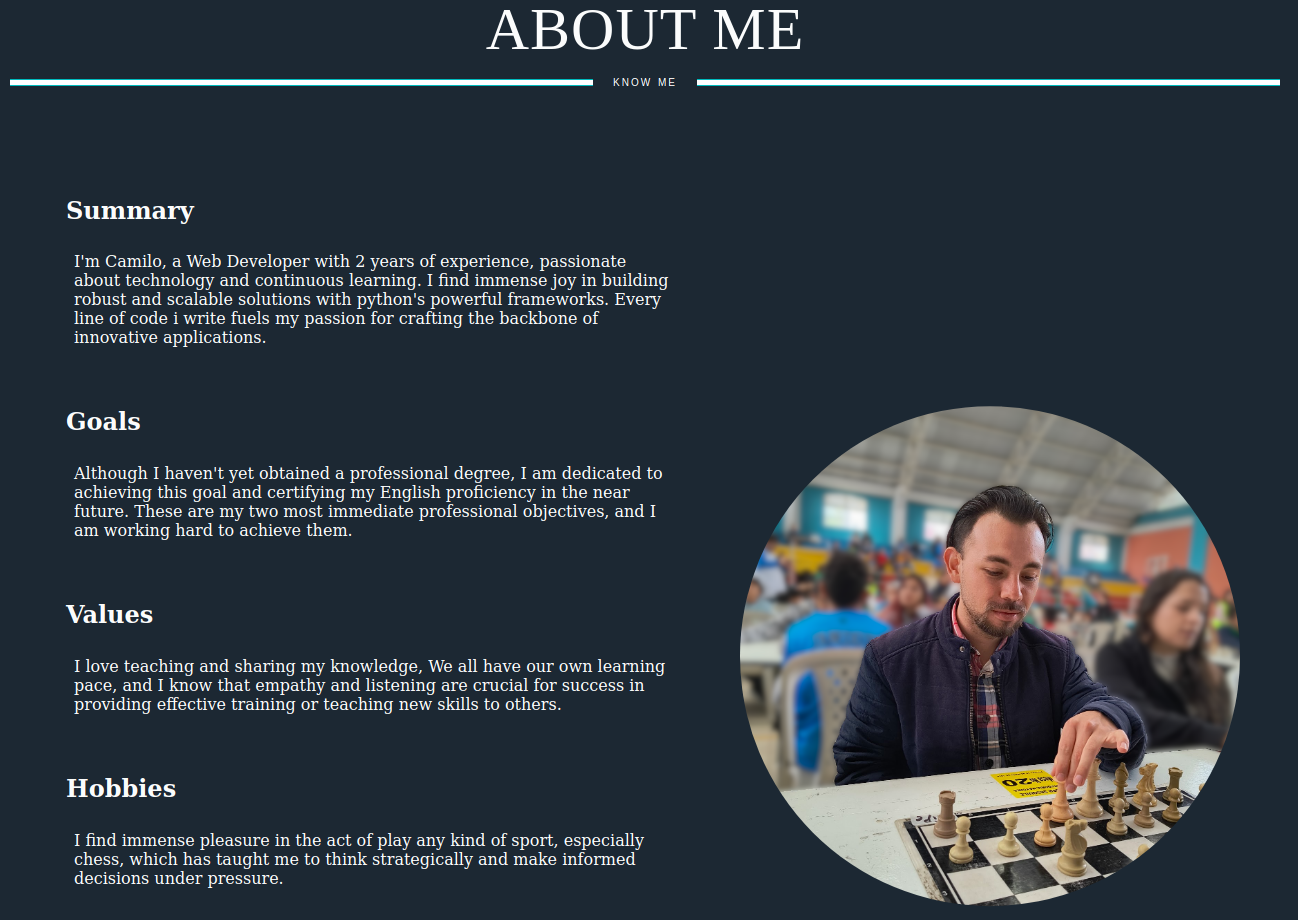 ABOUT ME
KNOW ME
Summary
I'm Camilo, a Web Developer with 2 years of experience, passionate
about technology and continuous learning. I find immense joy in building
robust and scalable solutions with python's powerful frameworks. Every
line of code i write fuels my passion for crafting the backbone of
innovative applications.
Goals
Although I haven't yet obtained a professional degree, I am dedicated to
achieving this goal and certifying my English proficiency in the near
future. These are my two most immediate professional objectives, and I
am working hard to achieve them.
Values
I love teaching and sharing my knowledge, We all have our own learning
pace, and I know that empathy and listening are crucial for success in
providing effective training or teaching new skills to others.
Hobbies
I find immense pleasure in the act of play any kind of sport, especially
chess, which has taught me to think strategically and make informed
decisions under pressure.
20